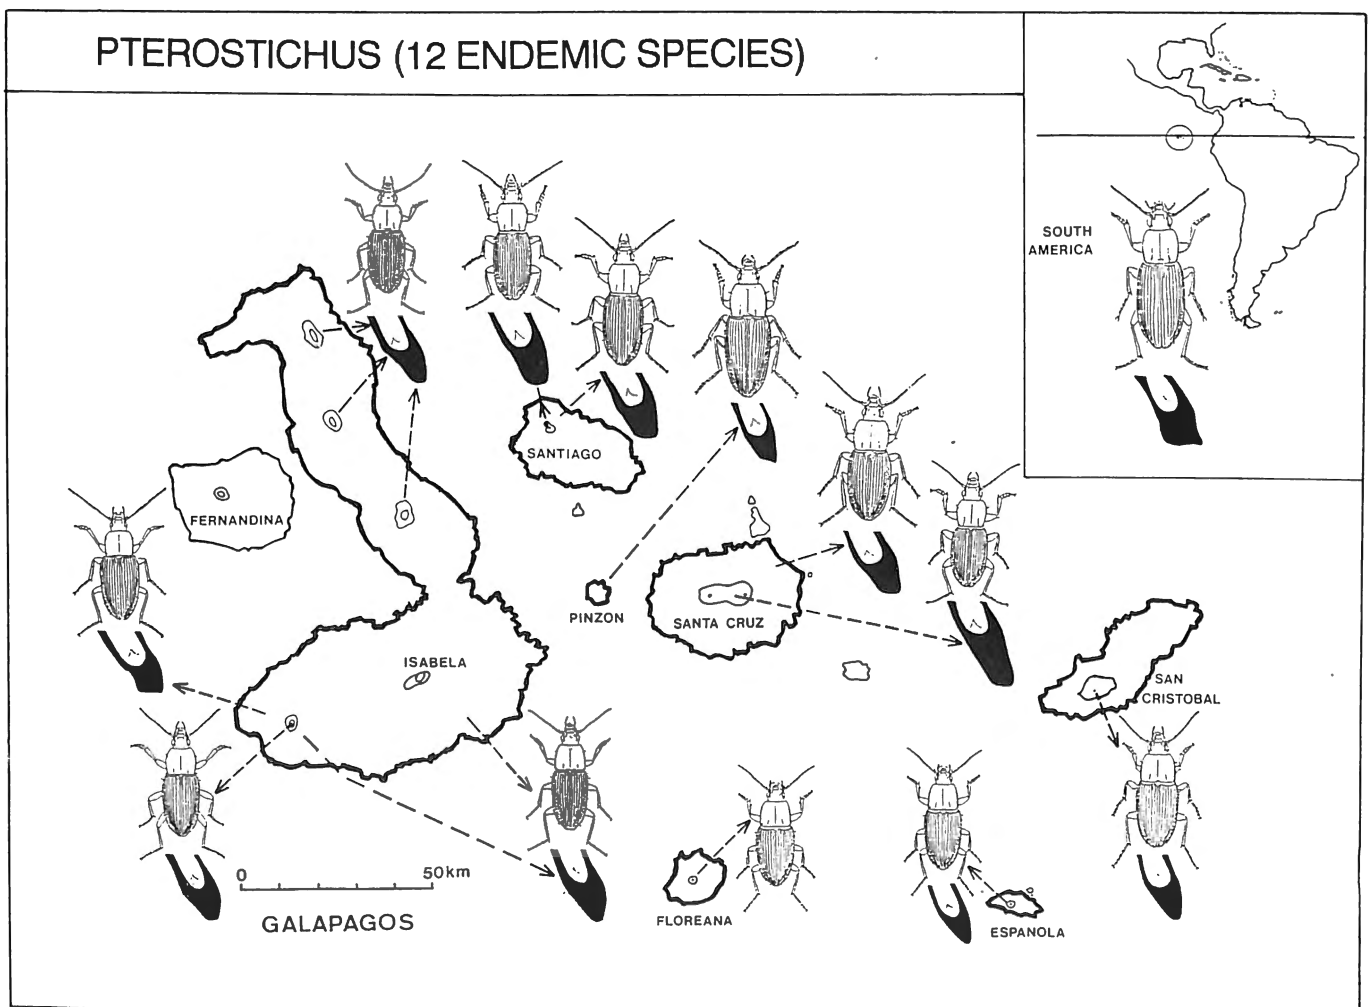 PTEROSTICHUS (12 ENDEMIC SPECIES)
SOUTH
AMERICA
SANTIAGO
FERNANDINA
PINZON
SANTA CRUZ
ISABELA
SAN
CRISTOBAL
0 50km
GALAPAGOS
FLOREANA
ESPANOLA